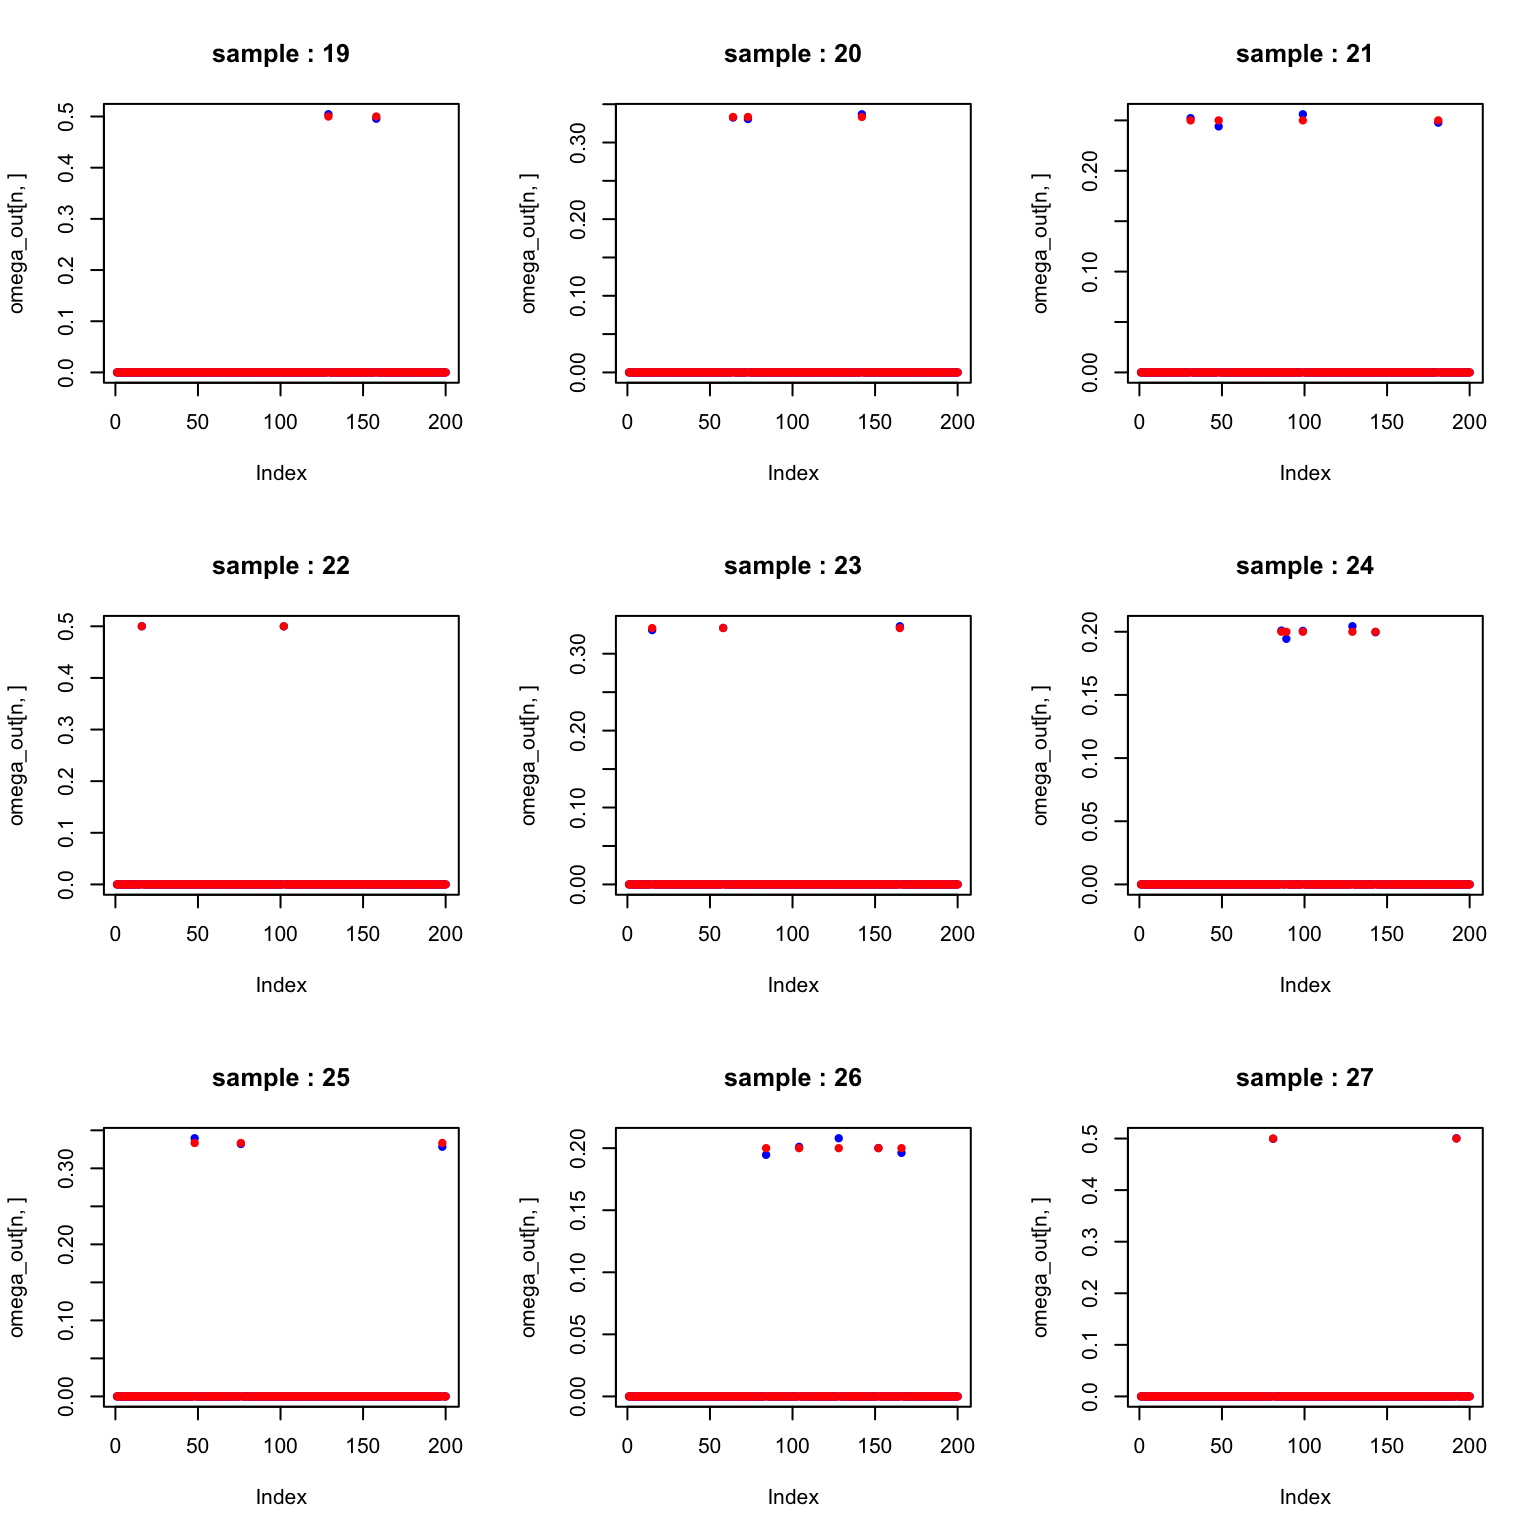 sample : 19
omega_out[n, ]
0.0 0.1 0.2 0.3 0.4 0.5
0 50 100 150 200
Index
sample : 20
omega_out[n, ]
0.00 0.10 0.20 0.30
0 50 100 150 200
Index
sample : 21
omega_out[n, ]
0.00 0.10 0.20
0 50 100 150 200
Index
sample : 22
omega_out[n, ]
0.0 0.1 0.2 0.3 0.4 0.5
0 50 100 150 200
Index
sample : 23
omega_out[n, ]
0.00 0.10 0.20 0.30
0 50 100 150 200
Index
sample : 24
omega_out[n, ]
0.00 0.05 0.10 0.15 0.20
0 50 100 150 200
Index
sample : 25
omega_out[n, ]
0.00 0.10 0.20 0.30
0 50 100 150 200
Index
sample : 26
omega_out[n, ]
0.00 0.05 0.10 0.15 0.20
0 50 100 150 200
Index
sample : 27
omega_out[n, ]
0.0 0.1 0.2 0.3 0.4 0.5
0 50 100 150 200
Index